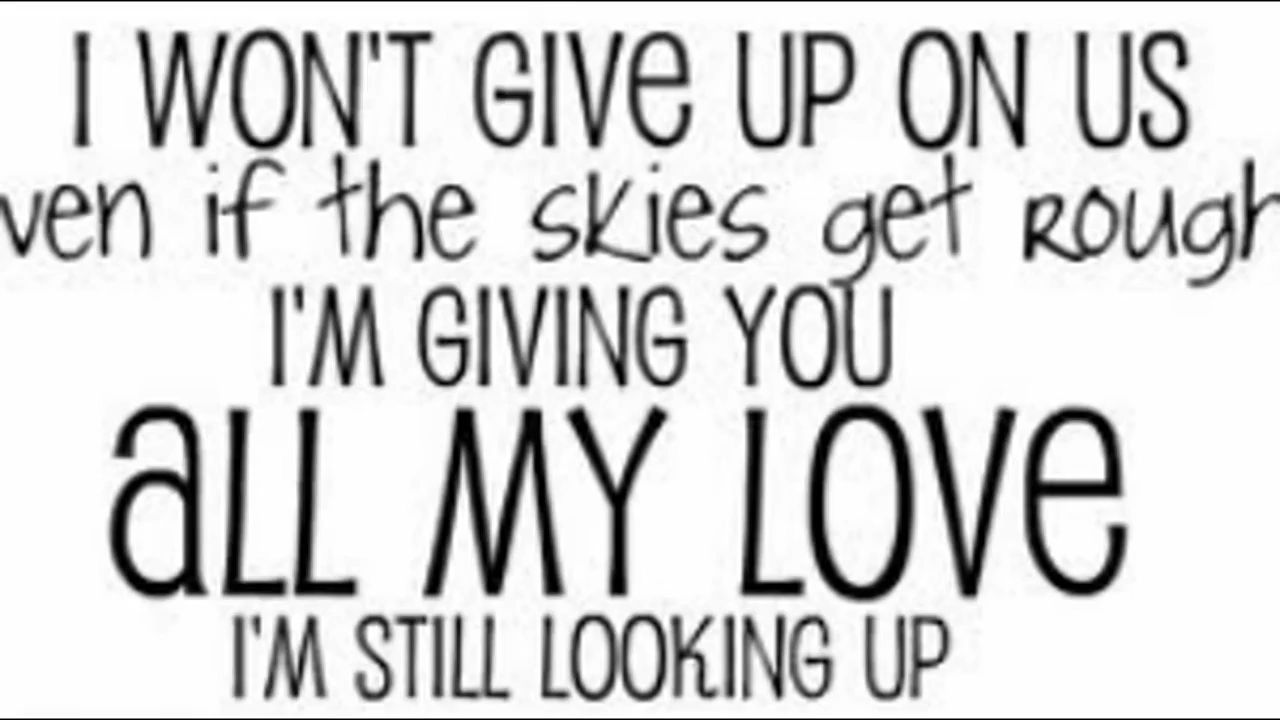 I WON'T GIVE UP ON US
ven if the skies get rough
I'M GIVING YOU
all MY LOVE
I'M STILL LOOKING UP